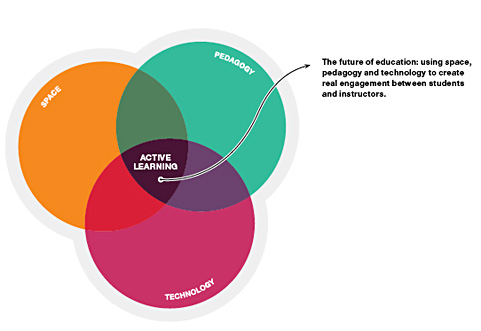 PEDAGOGY
SPACE
The future of education: using space,
pedagogy and technology to create
real engagement between students
and instructors.
ACTIVE
LEARNING
TECHNOLOGY